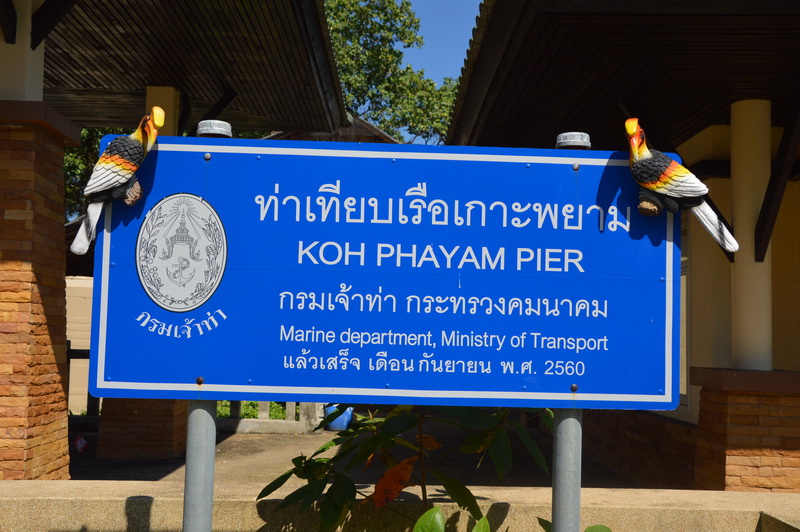 ท่าเทียบเรือเกาะพยาม
KOH PHAYAM PIER
กรมเจ้าท่า กระทรวงคมนาคม
Marine department, Ministry of Transport
แล้วเสร็จ เดือน กันยายน พ.ศ. 2560
กรมเจ้าท่า